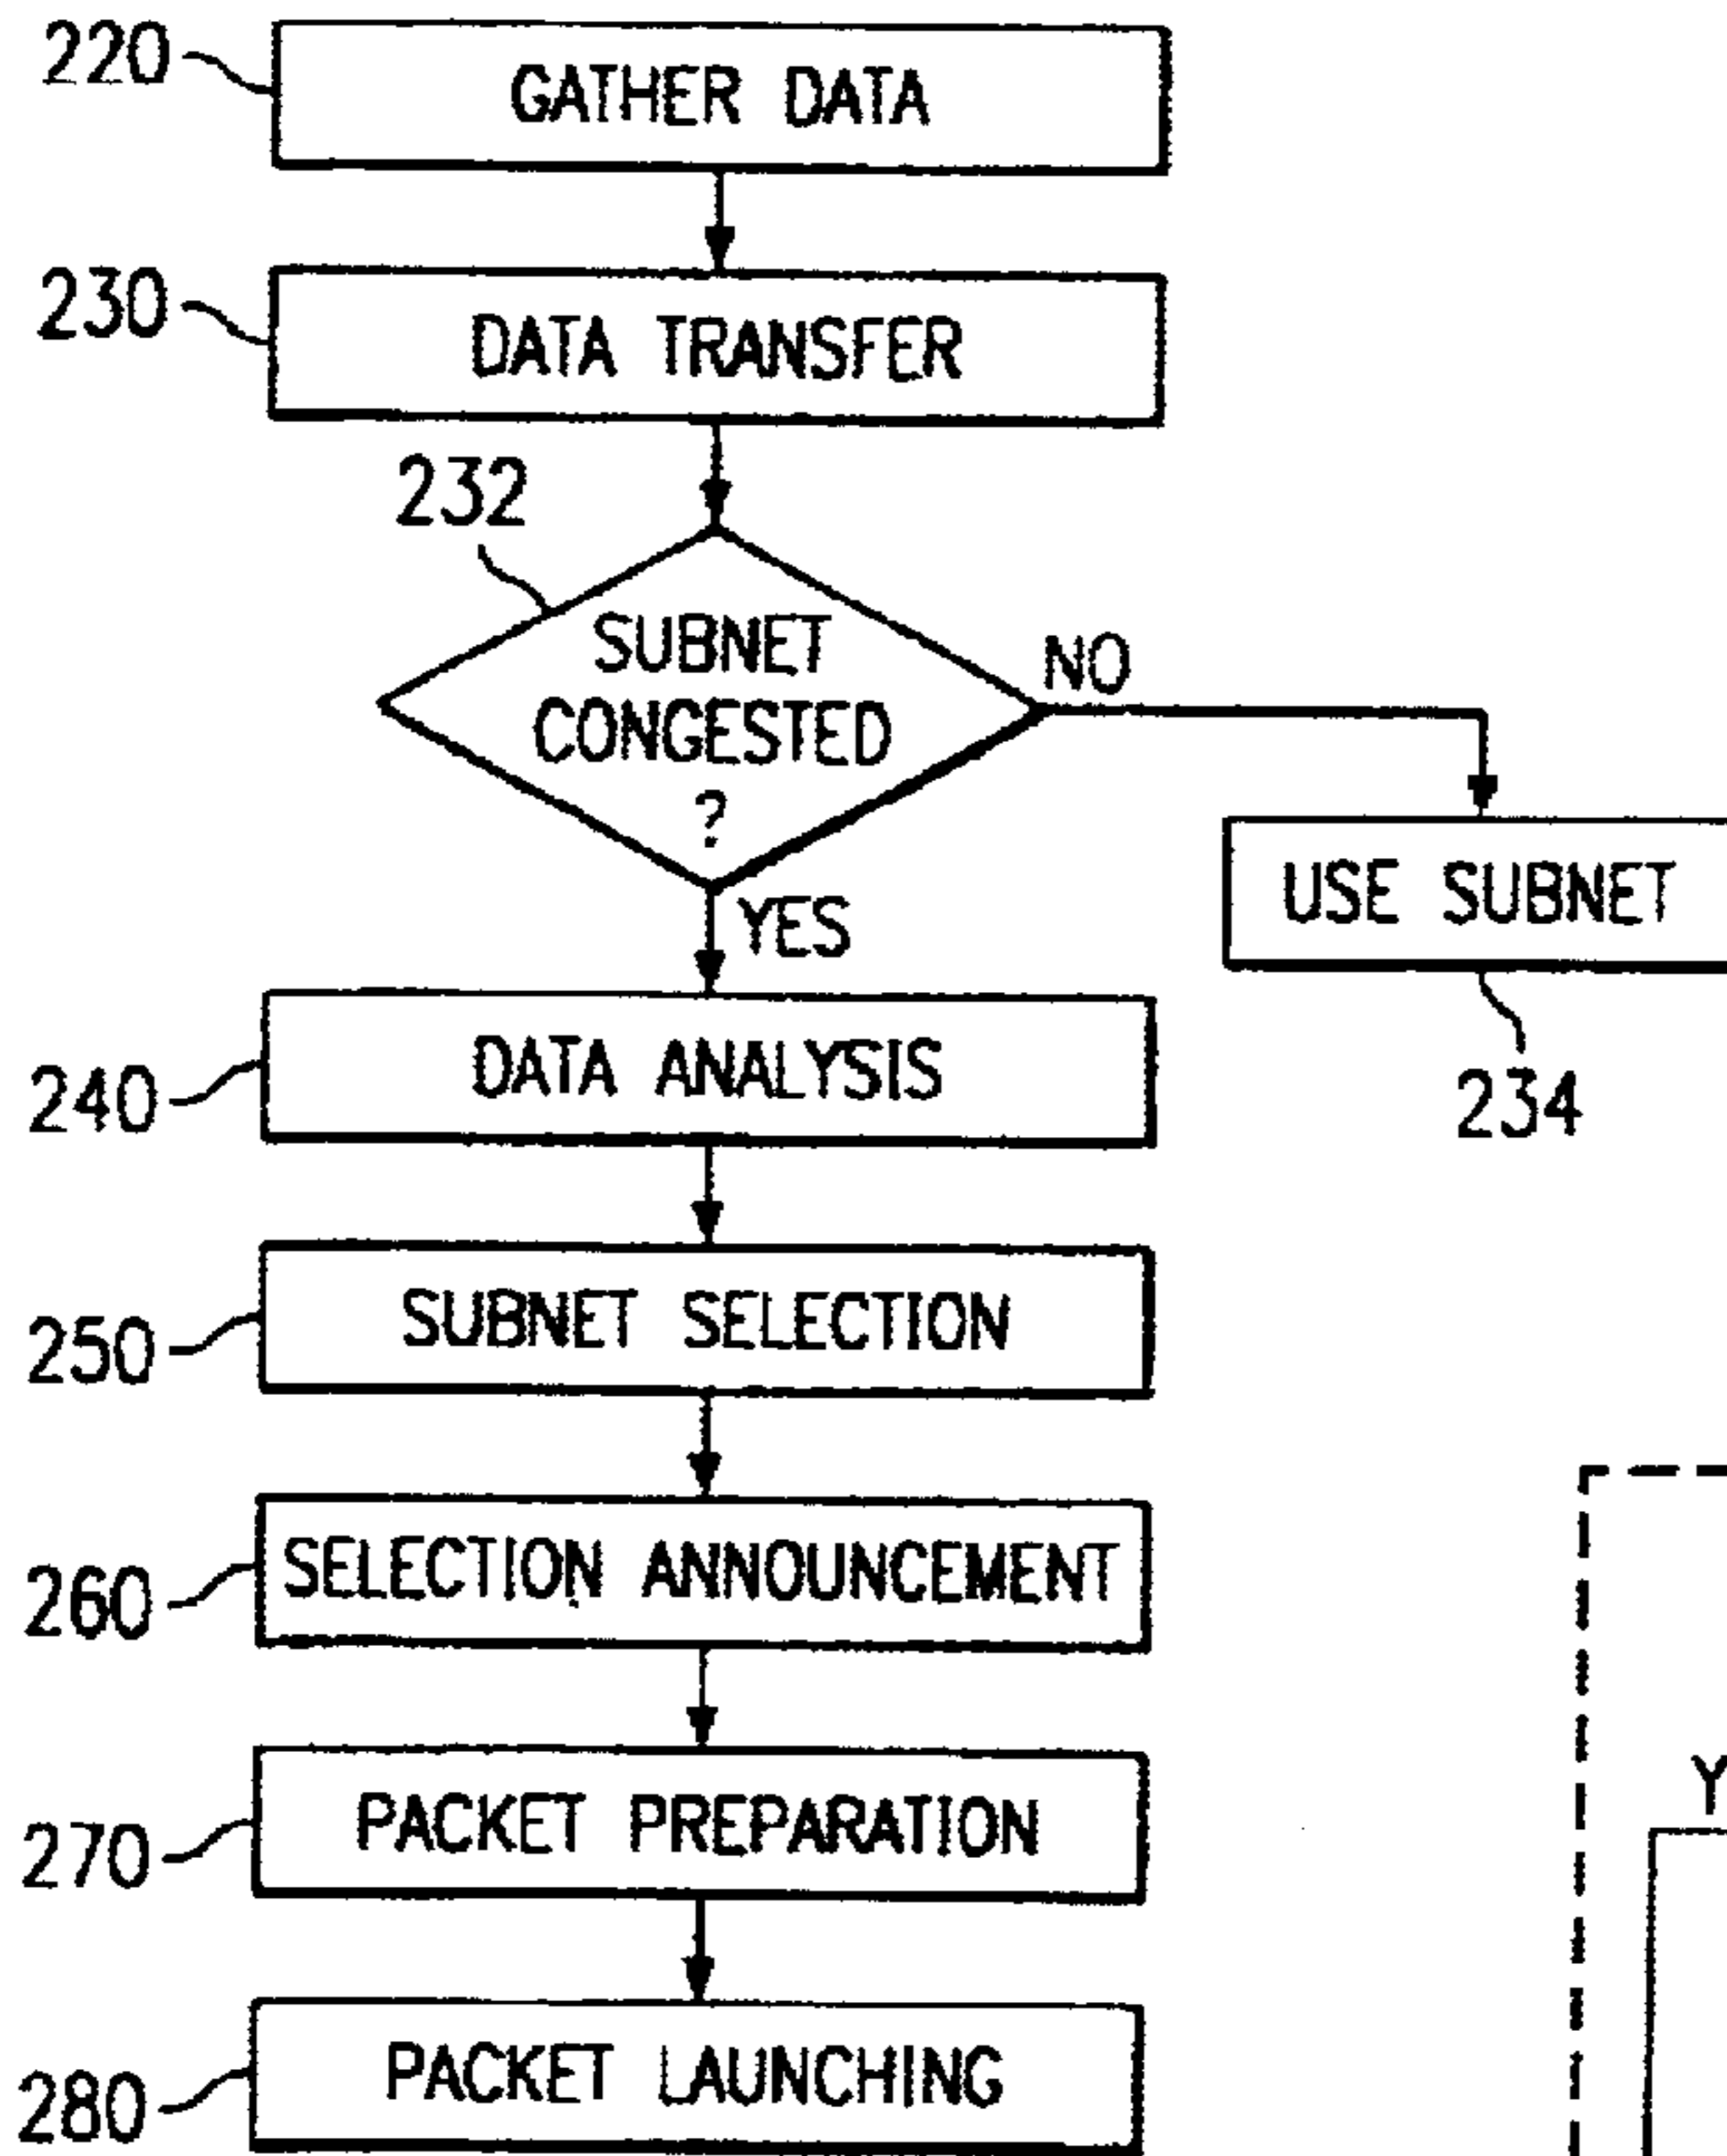 220
GATHER DATA
230
DATA TRANSFER
232
SUBNET
CONGESTED
?
NO
YES
USE SUBNET
234
240
DATA ANALYSIS
250
SUBNET SELECTION
260
SELECTION ANNOUNCEMENT
270
PACKET PREPARATION
Y
280
PACKET LAUNCHING